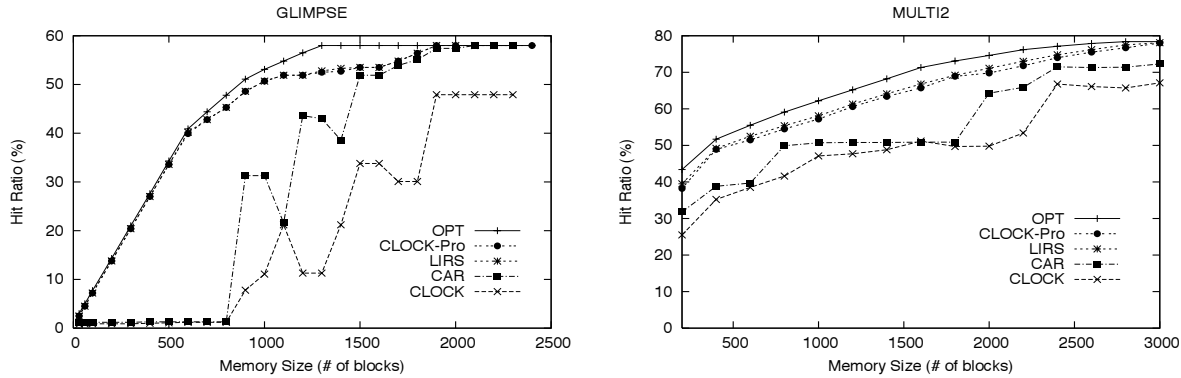 GLIMPSE
Hit Ratio (%)
60
50
40
30
20
10
0
OPT
CLOCK-Pro
LIRS
CAR
CLOCK
0 500 1000 1500 2000 2500
Memory Size (# of blocks)
MULTI2
Hit Ratio (%)
80
70
60
50
40
30
20
10
0
OPT
CLOCK-Pro
LIRS
CAR
CLOCK
500 1000 1500 2000 2500 3000
Memory Size (# of blocks)